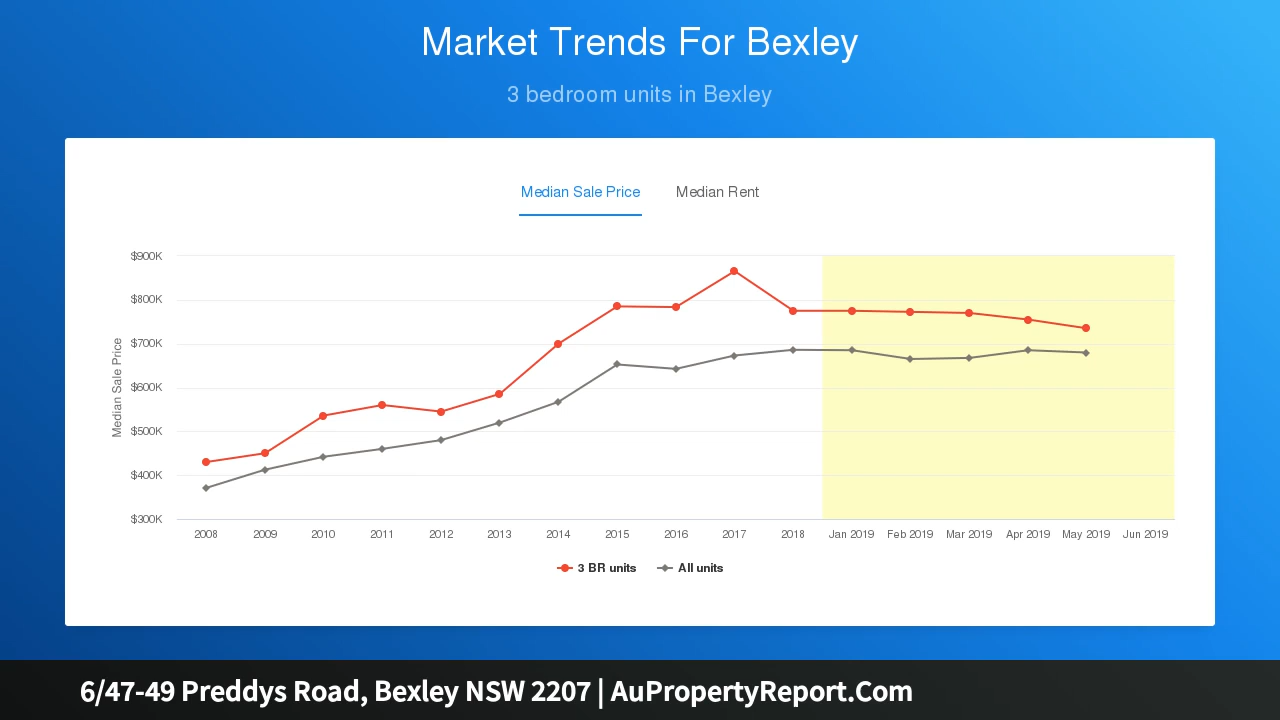 Market Trends For Bexley
3 bedroom units in Bexley
Median Sale Price Median Rent
Median Sale Price
$900K
$800K
$700K
$600K
$500K
$400K
$300K
2008 2009 2010 2011 2012 2013 2014 2015 2016 2017 2018 Jan 2019 Feb 2019 Mar 2019 Apr 2019 May 2019 Jun 2019
3 BR units All units
6/47-49 Preddys Road, Bexley NSW 2207 | AuPropertyReport.Com